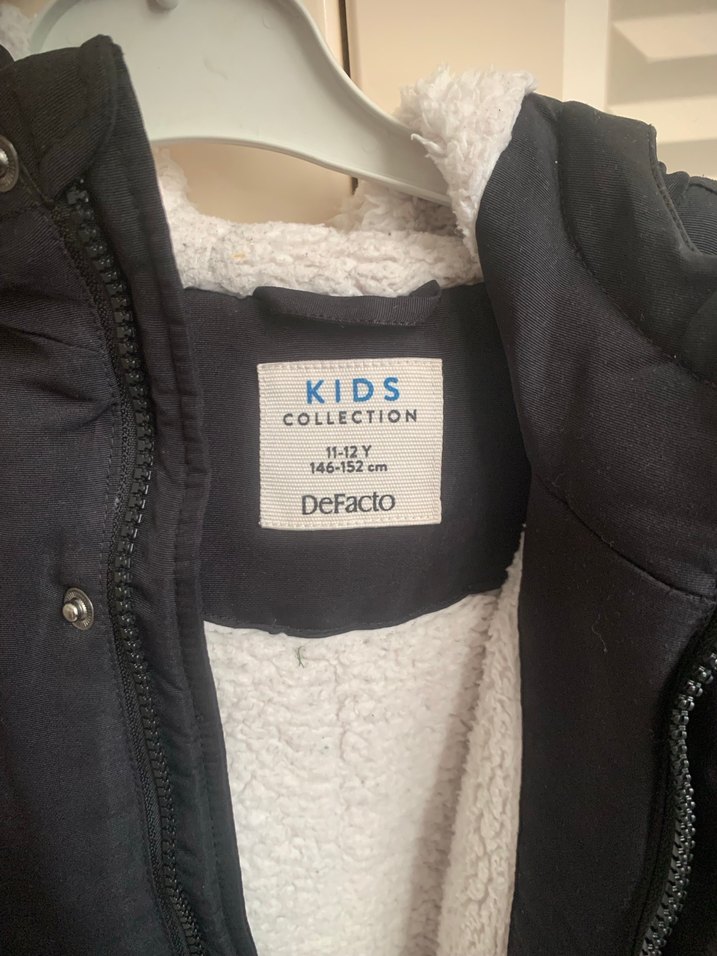 KIDS
COLLECTION
11-12 Y
146-152 cm
DeFacto